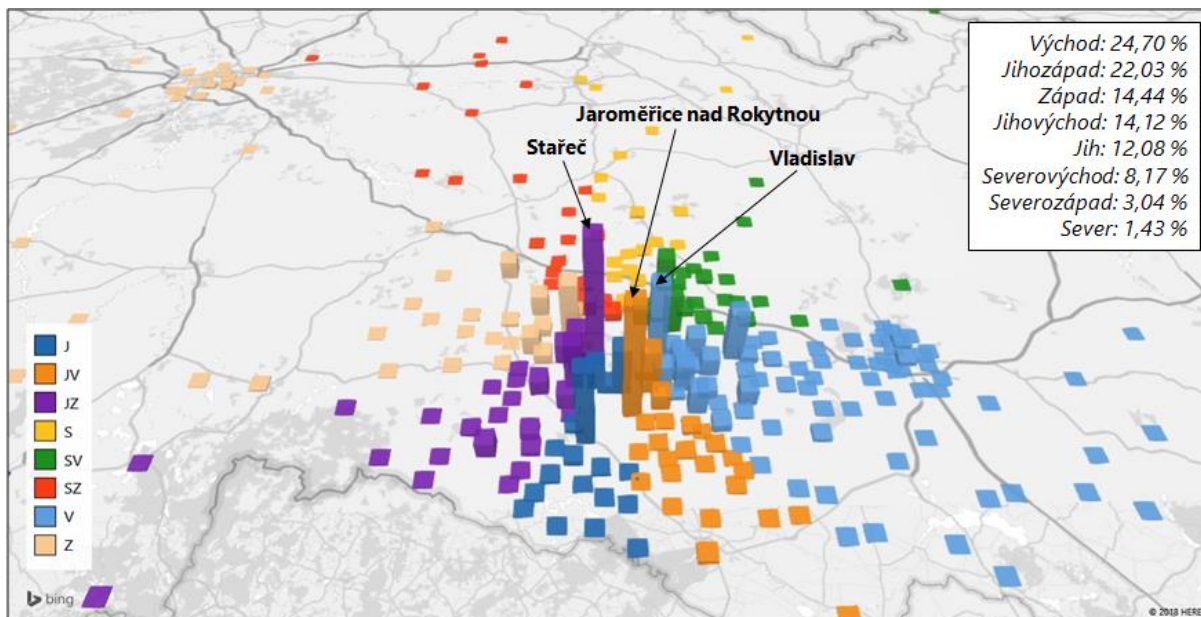 Východ: 24,70 %
Jihozápad: 22,03 %
Západ: 14,44 %
Jihovýchod: 14,12 %
Jih: 12,08 %
Severovýchod: 8,17 %
Severozápad: 3,04 %
Sever: 1,43 %
Jaroměřice nad Rokytnou
Stařeč
Vladislav
J
JV
JZ
S
SV
SZ
V
Z
bing
© 2018 HERE